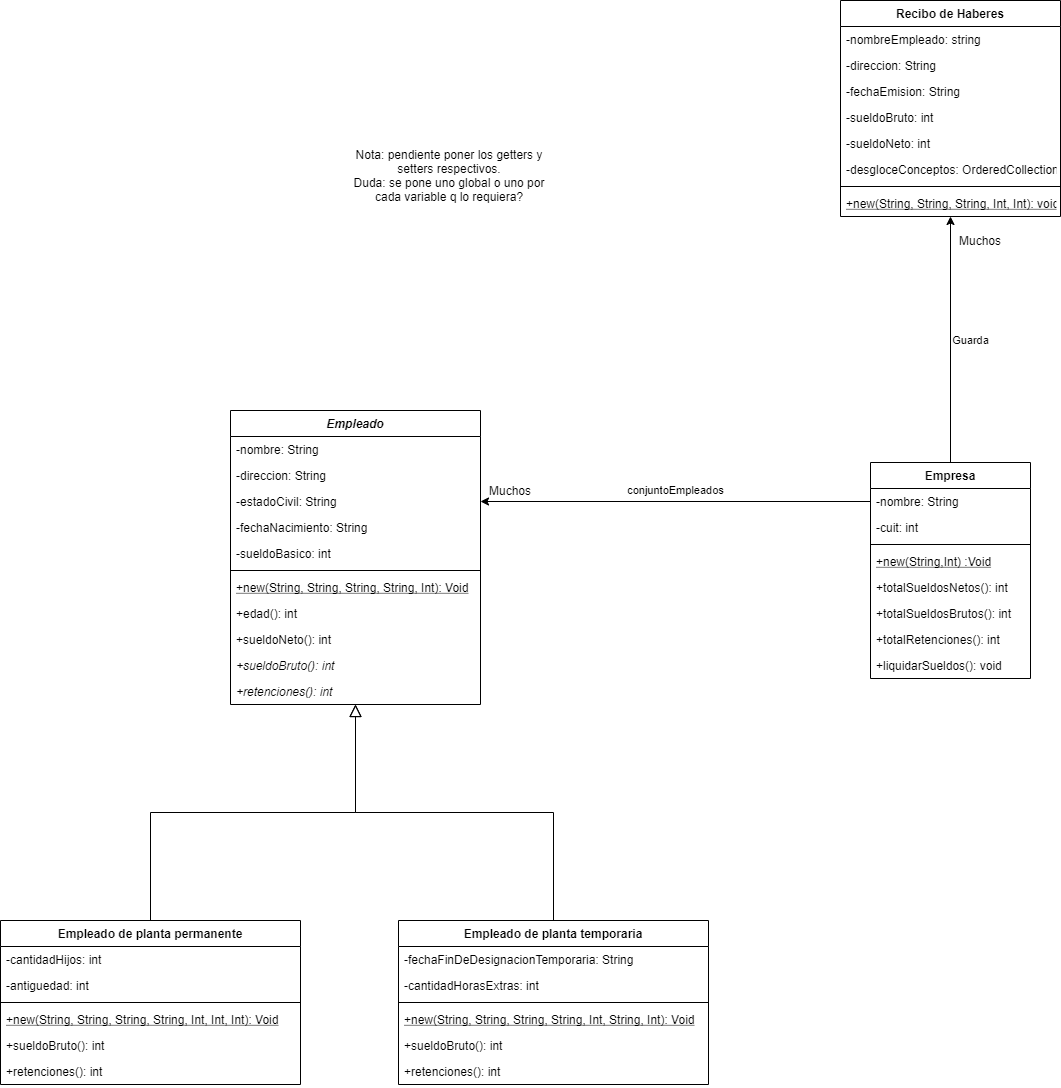 Recibo de Haberes
-nombreEmpleado: string
-direccion: String
-fechaEmision: String
-sueldoBruto: int
-sueldoNeto: int
-desgloceConceptos: OrderedCollection
+new(String, String, String, Int, Int): void
Nota: pendiente poner los getters y
setters respectivos.
Duda: se pone uno global o uno por
cada variable q lo requiera?
Muchos
Guarda
Empleado
-nombre: String
-direccion: String
-estadoCivil: String
-fechaNacimiento: String
-sueldoBasico: int
+new(String, String, String, String, Int): Void
+edad(): int
+sueldoNeto(): int
+sueldoBruto(): int
+retenciones(): int
Muchos
conjuntoEmpleados
Empresa
-nombre: String
-cuit: int
+new(String,Int) :Void
+totalSueldosNetos(): int
+totalSueldosBrutos(): int
+totalRetenciones(): int
+liquidarSueldos(): void
Empleado de planta permanente
-cantidadHijos: int
-antiguedad: int
+new(String, String, String, String, Int, Int, Int): Void
+sueldoBruto(): int
+retenciones(): int
Empleado de planta temporaria
-fechaFinDeDesignacionTemporaria: String
-cantidadHorasExtras: int
+new(String, String, String, String, Int, String, Int): Void
+sueldoBruto(): int
+retenciones(): int